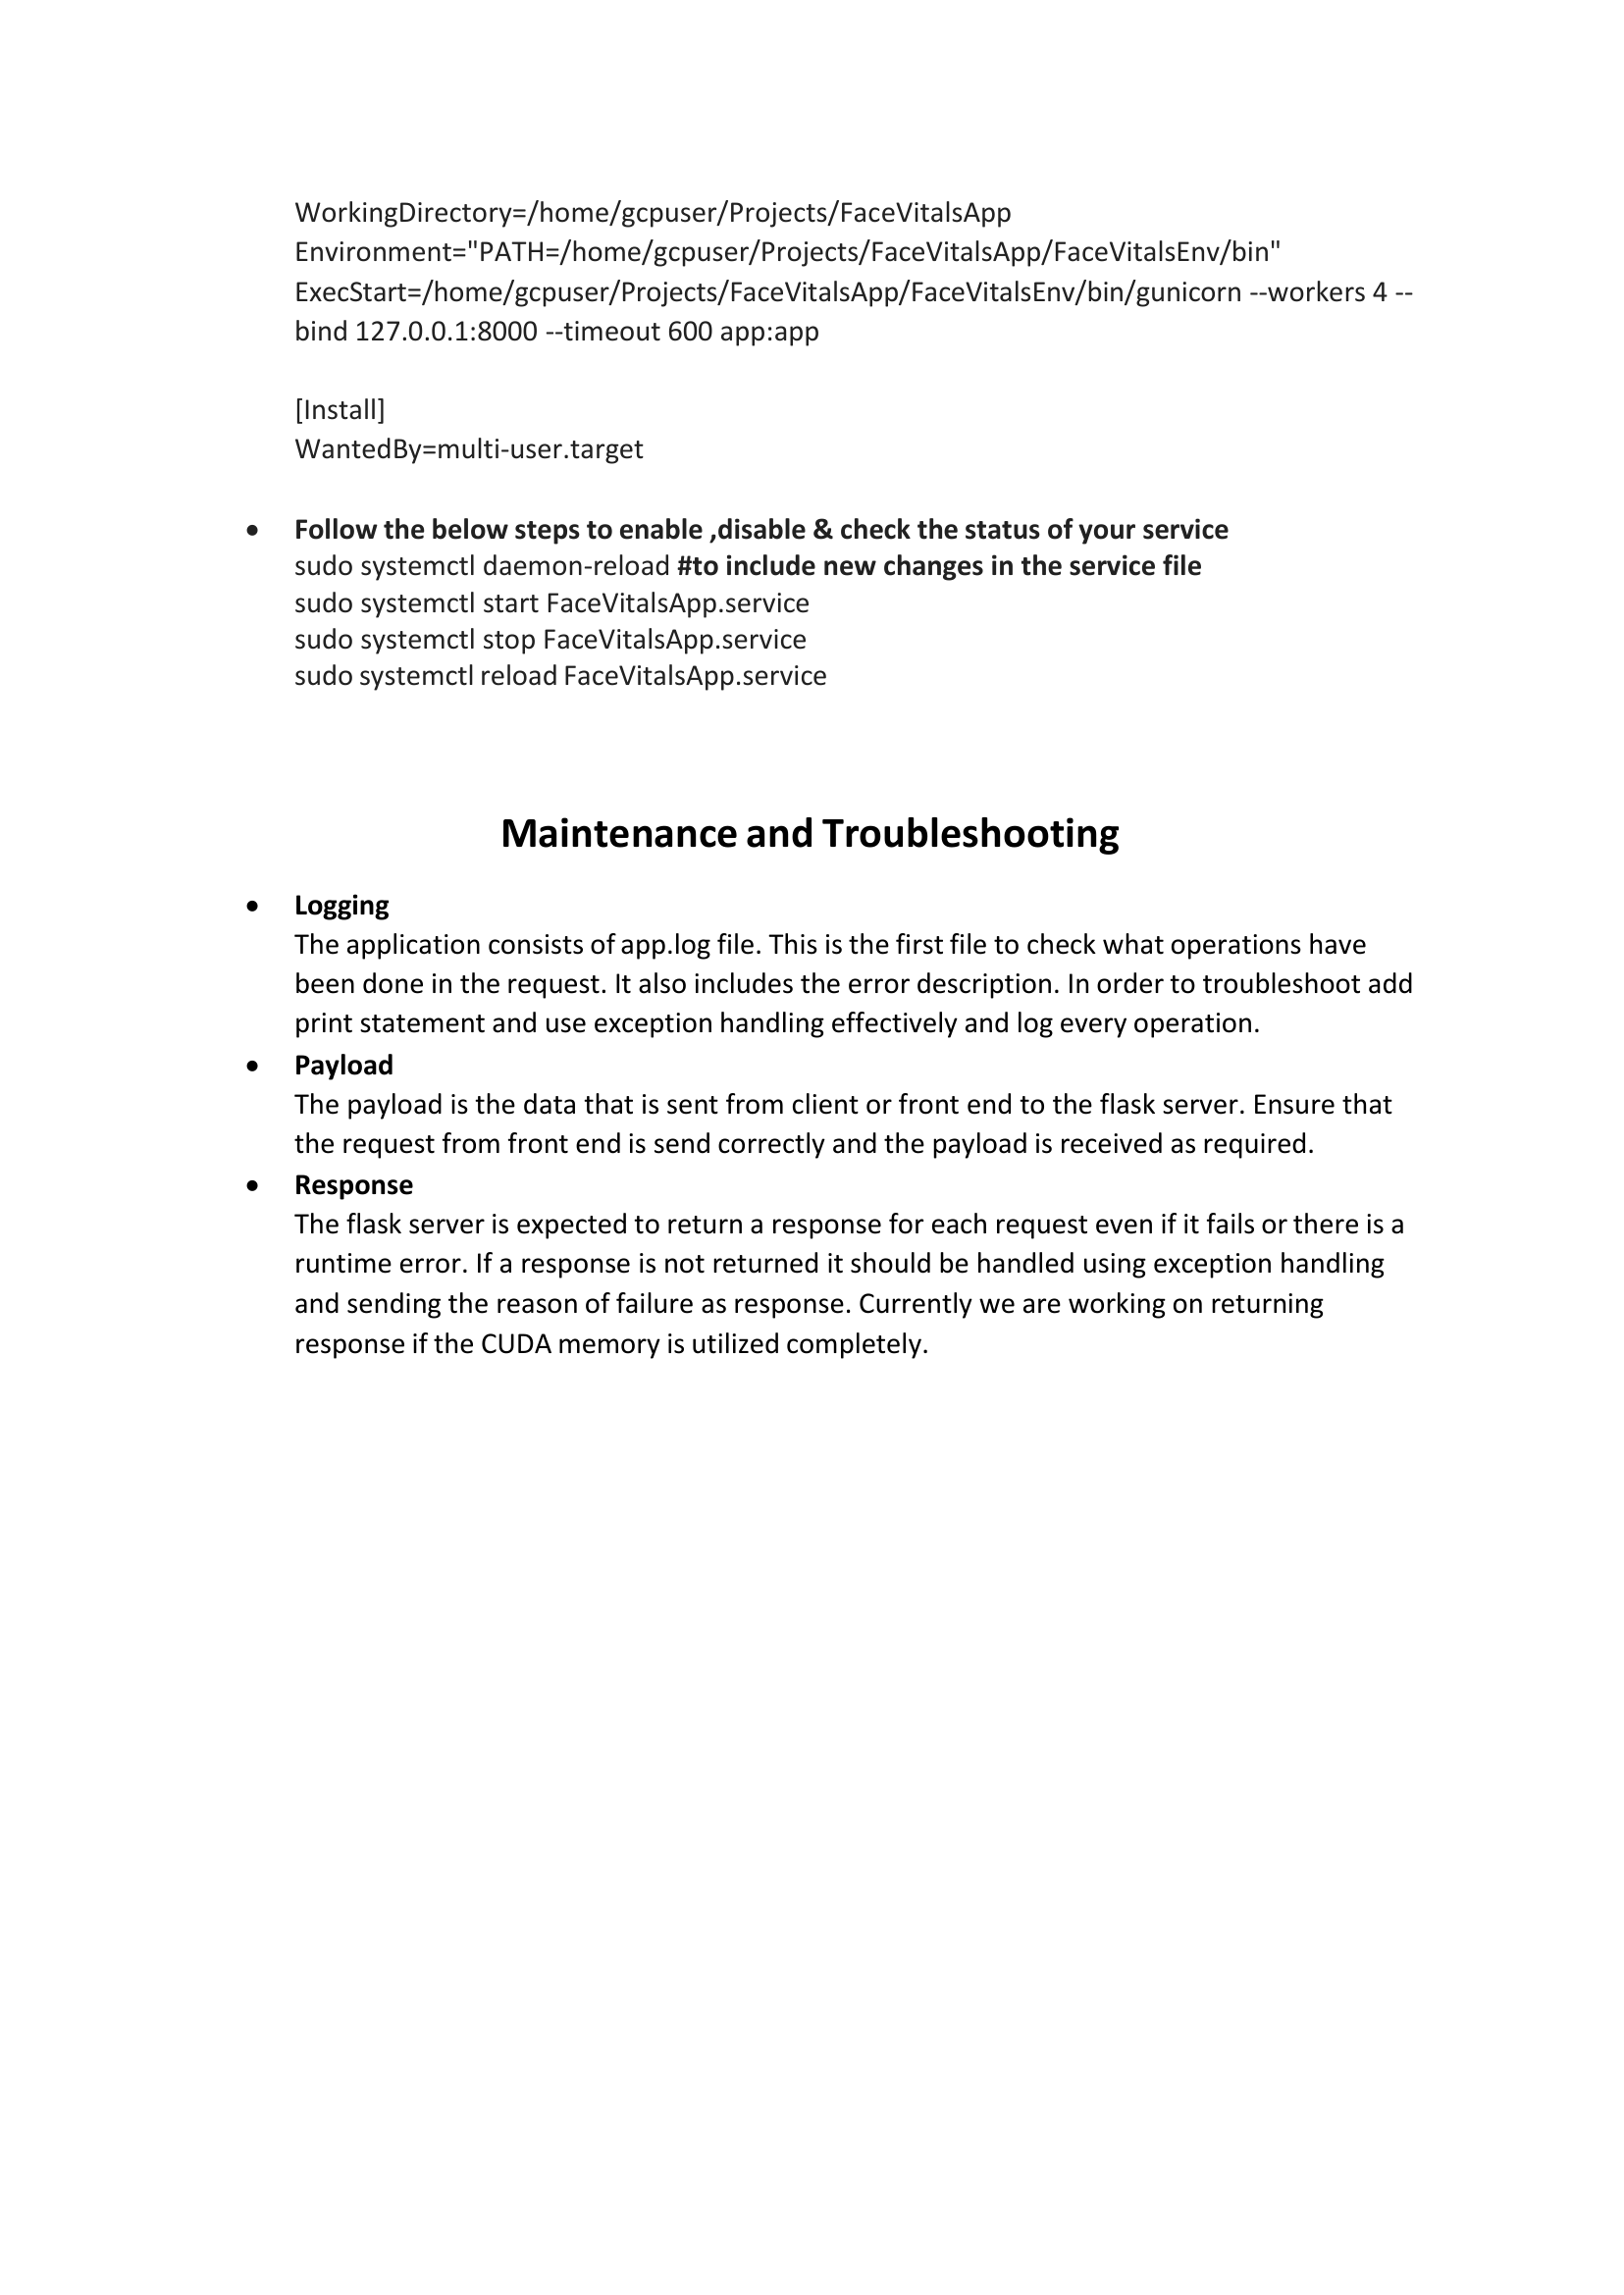 WorkingDirectory=/home/gcpuser/Projects/FaceVitalsApp
Environment="PATH=/home/gcpuser/Projects/FaceVitalsApp/FaceVitalsEnv/bin"
ExecStart=/home/gcpuser/Projects/FaceVitalsApp/FaceVitalsEnv/bin/gunicorn --workers 4 --
bind 127.0.0.1:8000 --timeout 600 app:app
[Install]
WantedBy=multi-user.target
• Follow the below steps to enable ,disable & check the status of your service
sudo systemctl daemon-reload #to include new changes in the service file
sudo systemctl start FaceVitalsApp.service
sudo systemctl stop FaceVitalsApp.service
sudo systemctl reload FaceVitalsApp.service
Maintenance and Troubleshooting
• Logging
The application consists of app.log file. This is the first file to check what operations have
been done in the request. It also includes the error description. In order to troubleshoot add
print statement and use exception handling effectively and log every operation.
• Payload
The payload is the data that is sent from client or front end to the flask server. Ensure that
the request from front end is send correctly and the payload is received as required.
• Response
The flask server is expected to return a response for each request even if it fails or there is a
runtime error. If a response is not returned it should be handled using exception handling
and sending the reason of failure as response. Currently we are working on returning
response if the CUDA memory is utilized completely.